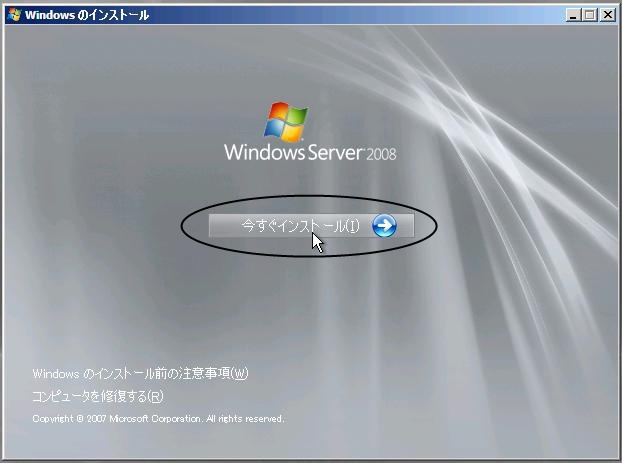 Windows のインストール
Windows Server 2008
今すぐインストール(I)
Windows のインストール前の注意事項(W)
コンピュータを修復する(R)
Copyright © 2007 Microsoft Corporation. All rights reserved.